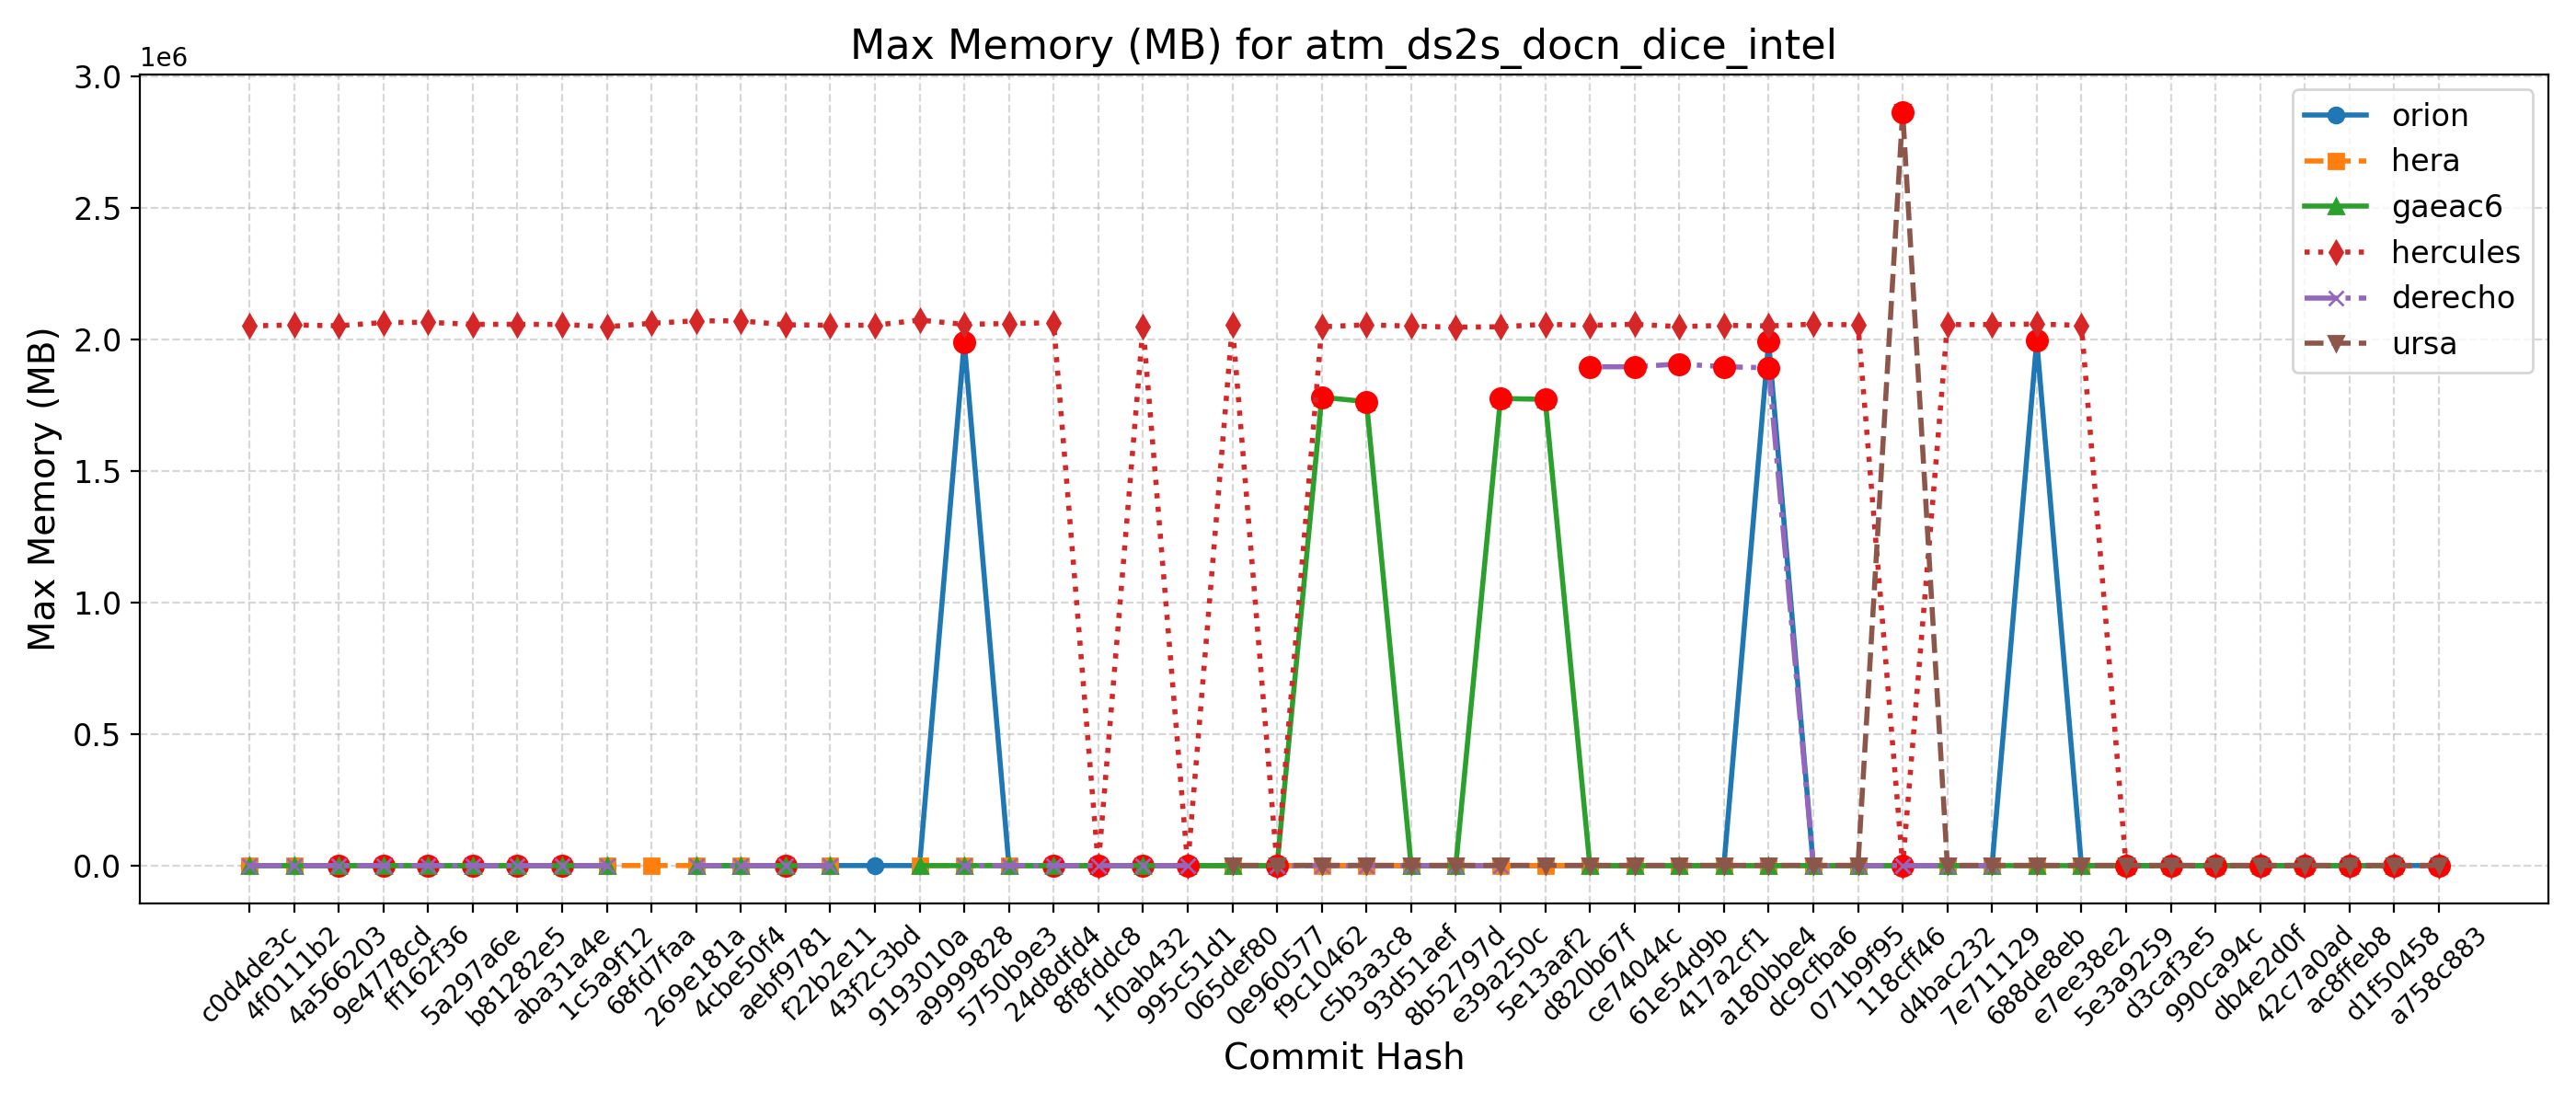 Max Memory (MB) for atm_ds2s_docn_dice_intel
1e6
3.0
2.5
2.0
1.5
1.0
0.5
0.0
Max Memory (MB)
orion
hera
gaeac6
hercules
derecho
ursa
c0d4de3c
4f0111b2
4a566203
9e4778cd
ff162f36
5a297a6e
b81282e5
aba31a4e
1c5a9f12
68fd7faa
269e181a
4cbe50f4
aebf9781
f22b2e11
43f2c3bd
9193010a
a9999828
5750b9e3
24d8dfd4
8f8fddc8
1f0ab432
995c51d1
065def80
0e960577
f9c10462
c5b3a3c8
93d51aef
8b52797d
e39a250c
5e13aaf2
d820b67f
ce74044c
61e54d9b
417a2cf1
a180bbe4
dc9cfba6
071b9f95
118cff46
d4bac232
7e711129
688de8eb
e7ee38e2
5e3a9259
d3caf3e5
990ca94c
db4e2d0f
42c7a0ad
ac8ffeb8
d1f50458
a758c883
Commit Hash